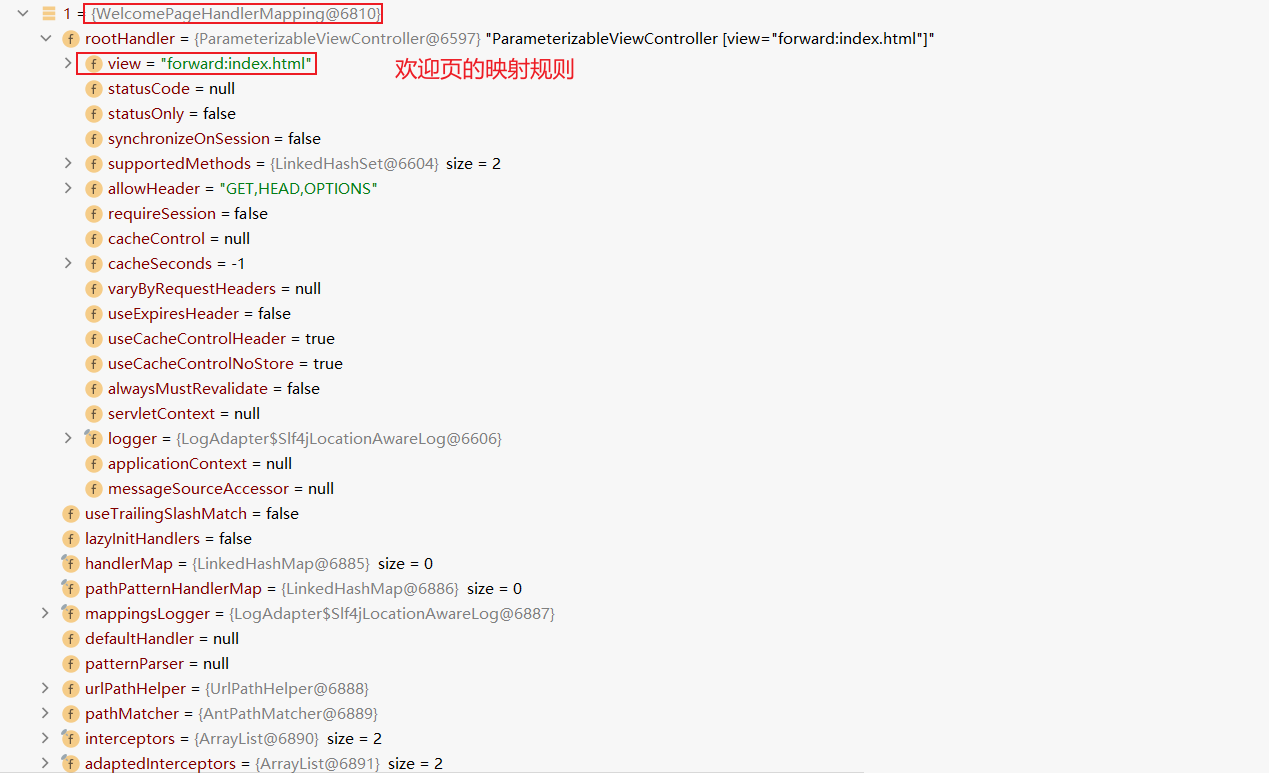 1 = {WelcomePageHandlerMapping@6810}
f rootHandler = {ParameterizableViewController@6597} "ParameterizableViewController [view="forward:index.html"]"
f view = "forward:index.html" 欢迎页的映射规则
f statusCode = null
f statusOnly = false
f synchronizeOnSession = false
f supportedMethods = {LinkedHashSet@6604} size = 2
f allowHeader = "GET,HEAD,OPTIONS"
f requireSession = false
f cacheControl = null
f cacheSeconds = -1
f varyByRequestHeaders = null
f useExpiresHeader = false
f useCacheControlHeader = true
f useCacheControlNoStore = true
f alwaysMustRevalidate = false
f servletContext = null
f logger = {LogAdapter$Slf4jLocationAwareLog@6606}
f applicationContext = null
f messageSourceAccessor = null
f useTrailingSlashMatch = false
f lazyInitHandlers = false
f handlerMap = {LinkedHashMap@6885} size = 0
f pathPatternHandlerMap = {LinkedHashMap@6886} size = 0
f mappingsLogger = {LogAdapter$Slf4jLocationAwareLog@6887}
f defaultHandler = null
f patternParser = null
f urlPathHelper = {UrlPathHelper@6888}
f pathMatcher = {AntPathMatcher@6889}
f interceptors = {ArrayList@6890} size = 2
f adaptedInterceptors = {ArrayList@6891} size = 2